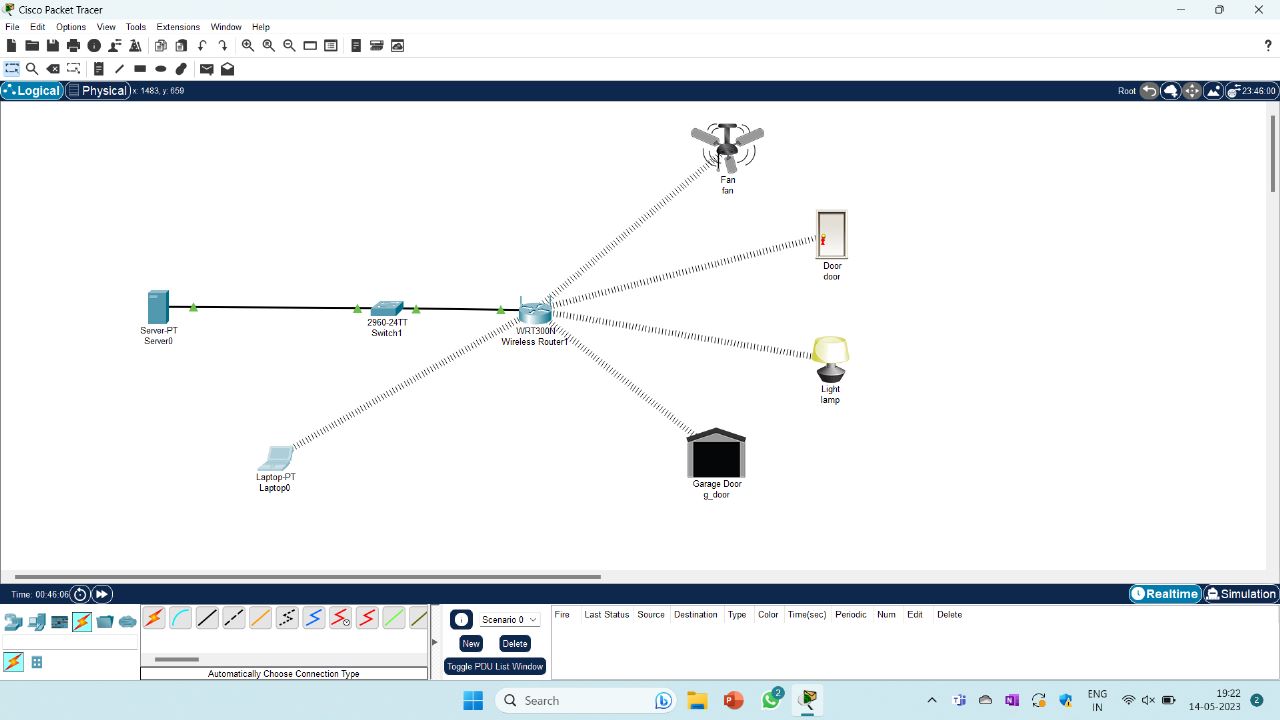 Cisco Packet Tracer
File Edit Options View Tools Extensions Window Help
?
Logical Physical x: 1483, y: 659 Root 23:46:00
Fan
fan
Door
door
Server-PT
Server0
2960-24TT
Switch1
WRT300N
Wireless Router1
Light
lamp
Laptop-PT
Laptop0
Garage Door
g_door
Time: 00:46:06 Realtime Simulation
Scenario 0
New Delete
Toggle PDU List Window
Fire Last Status Source Destination Type Color Time(sec) Periodic Num Edit Delete
Automatically Choose Connection Type
Search
2
ENG
IN
19:22
14-05-2023
2